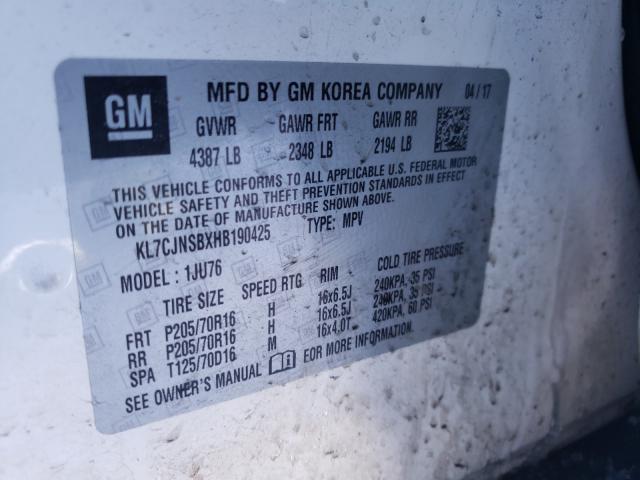 GM
MFD BY GM KOREA COMPANY 04/17
GVWR GAWR FRT GAWR RR
4387 LB 2348 LB 2194 LB
THIS VEHICLE CONFORMS TO ALL APPLICABLE U.S. FEDERAL MOTOR
VEHICLE SAFETY AND THEFT PREVENTION STANDARDS IN EFFECT
ON THE DATE OF MANUFACTURE SHOWN ABOVE.
KL7CJNSBXHB190425 TYPE: MPV
MODEL: 1JU76
TIRE SIZE SPEED RTG RIM COLD TIRE PRESSURE
FRT P205/70R16 H 16x6.5J 240KPA, 35 PSI
RR P205/70R16 H 16x6.5J 240KPA, 35 PSI
SPA T125/70D16 M 16x4.0T 420KPA, 60 PSI
SEE OWNER'S MANUAL FOR MORE INFORMATION.